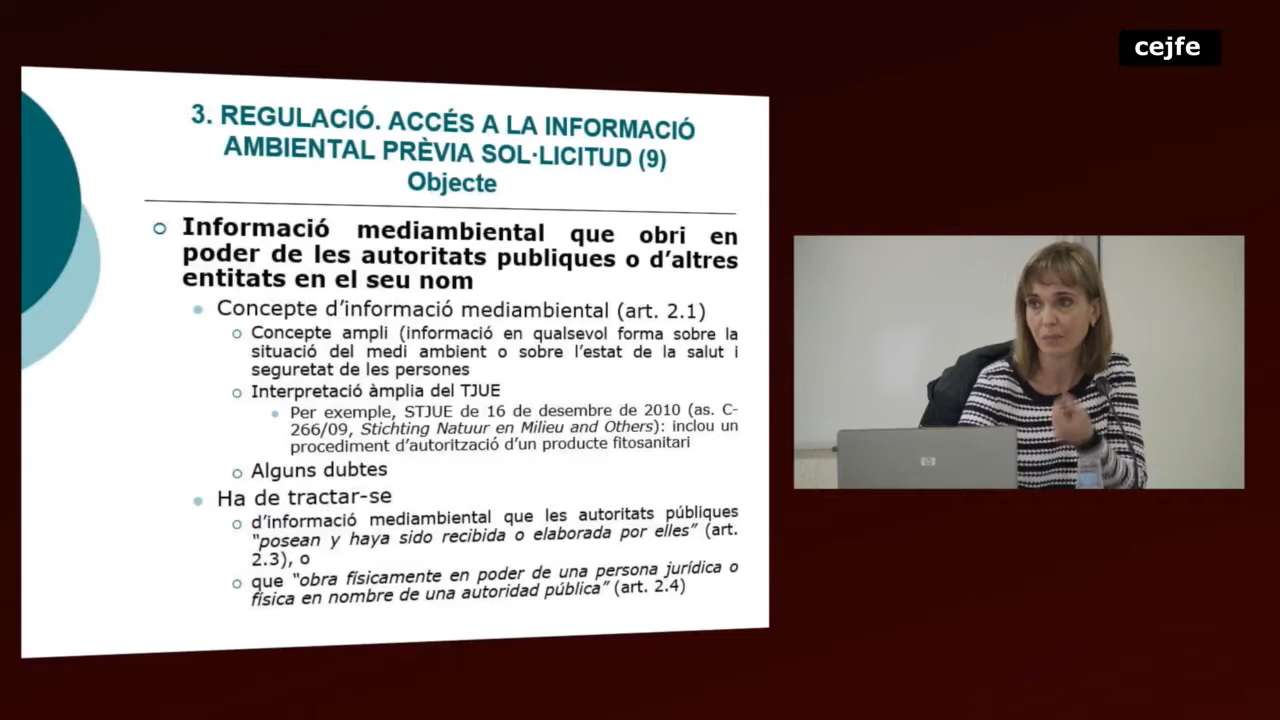 cejfe
3. REGULACIÓ. ACCÉS A LA INFORMACIÓ
AMBIENTAL PRÈVIA SOL·LICITUD (9)
Objecte
Informació mediambiental que obri en
poder de les autoritats publiques o d'altres
entitats en el seu nom
Concepte d'informació mediambiental (art. 2.1)
Concepte ampli (informació en qualsevol forma sobre la
situació del medi ambient o sobre l'estat de la salut i
seguretat de les persones
Interpretació àmplia del TJUE
Per exemple, STJUE de 16 de desembre de 2010 (as. C-
266/09, Stichting Natuur en Milieu and Others): inclou un
procediment d'autorització d'un producte fitosanitari
Alguns dubtes
Ha de tractar-se
d'informació mediambiental que les autoritats públiques
"posean y haya sido recibida o elaborada por elles" (art.
2.3), o
que "obra físicamente en poder de una persona jurídica o
física en nombre de una autoridad pública" (art. 2.4)
hp